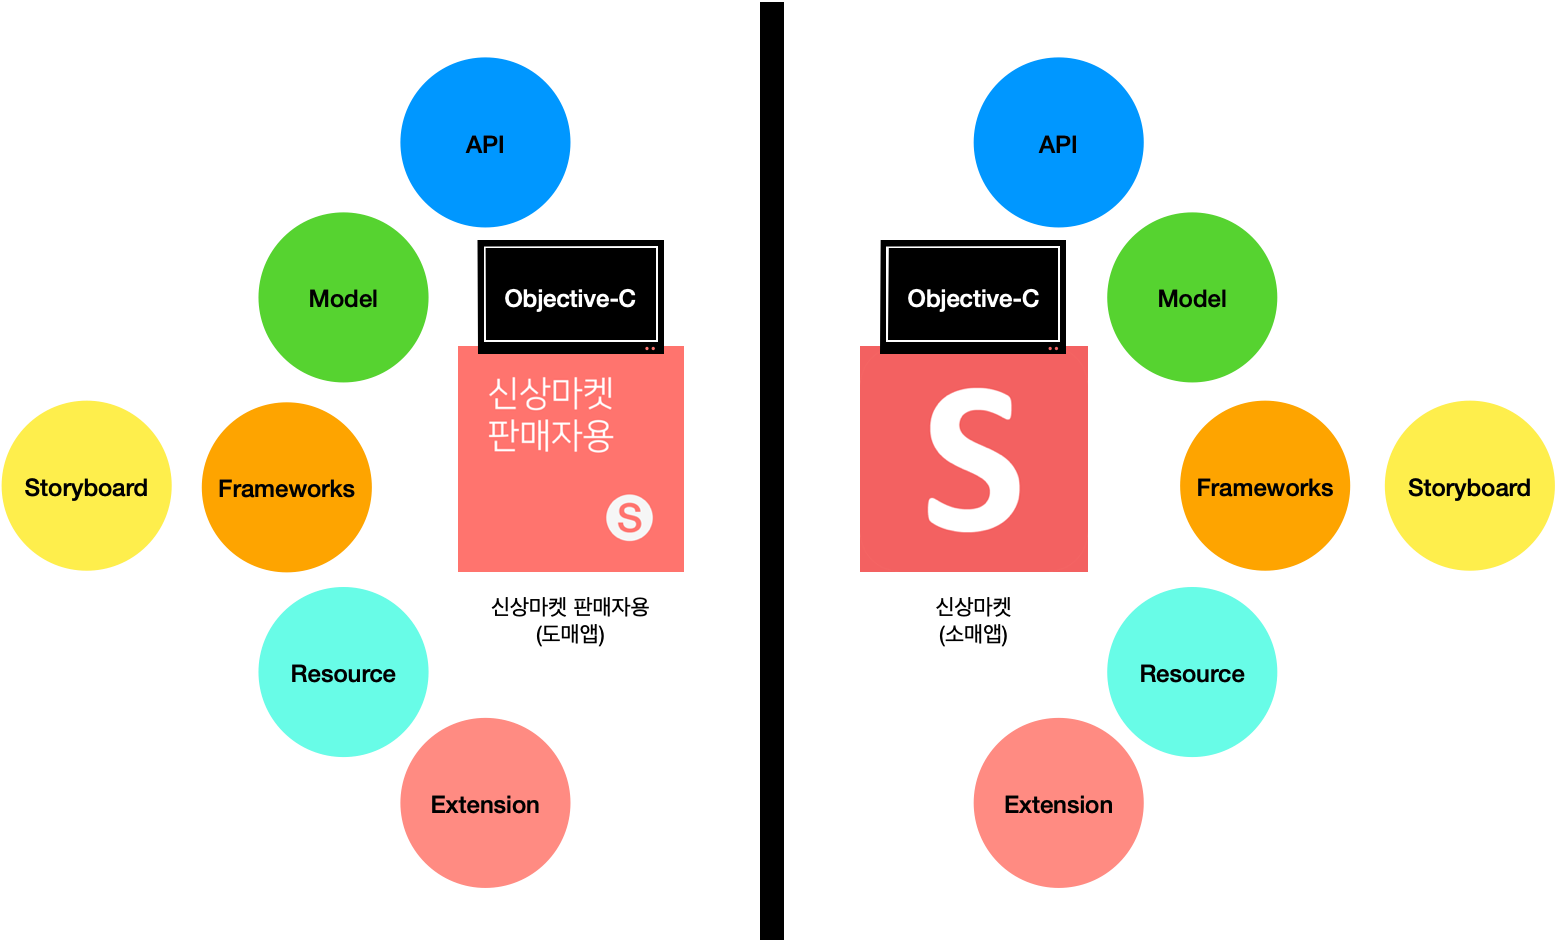 API
Model
Objective-C
신상마켓
판매자용
S
Storyboard
Frameworks
신상마켓 판매자용
(도매앱)
Resource
Extension
API
Objective-C
Model
S
Frameworks
Storyboard
신상마켓
(소매앱)
Resource
Extension